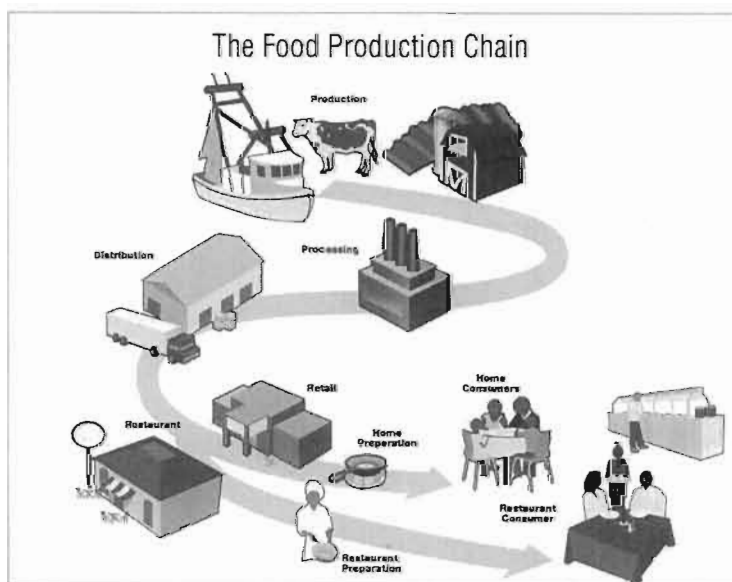 The Food Production Chain
Production
Processing
Distribution
Retail
Home
Consumers
Restaurant
Home
Preparation
Restaurant
Consumer
Restaurant
Preparation